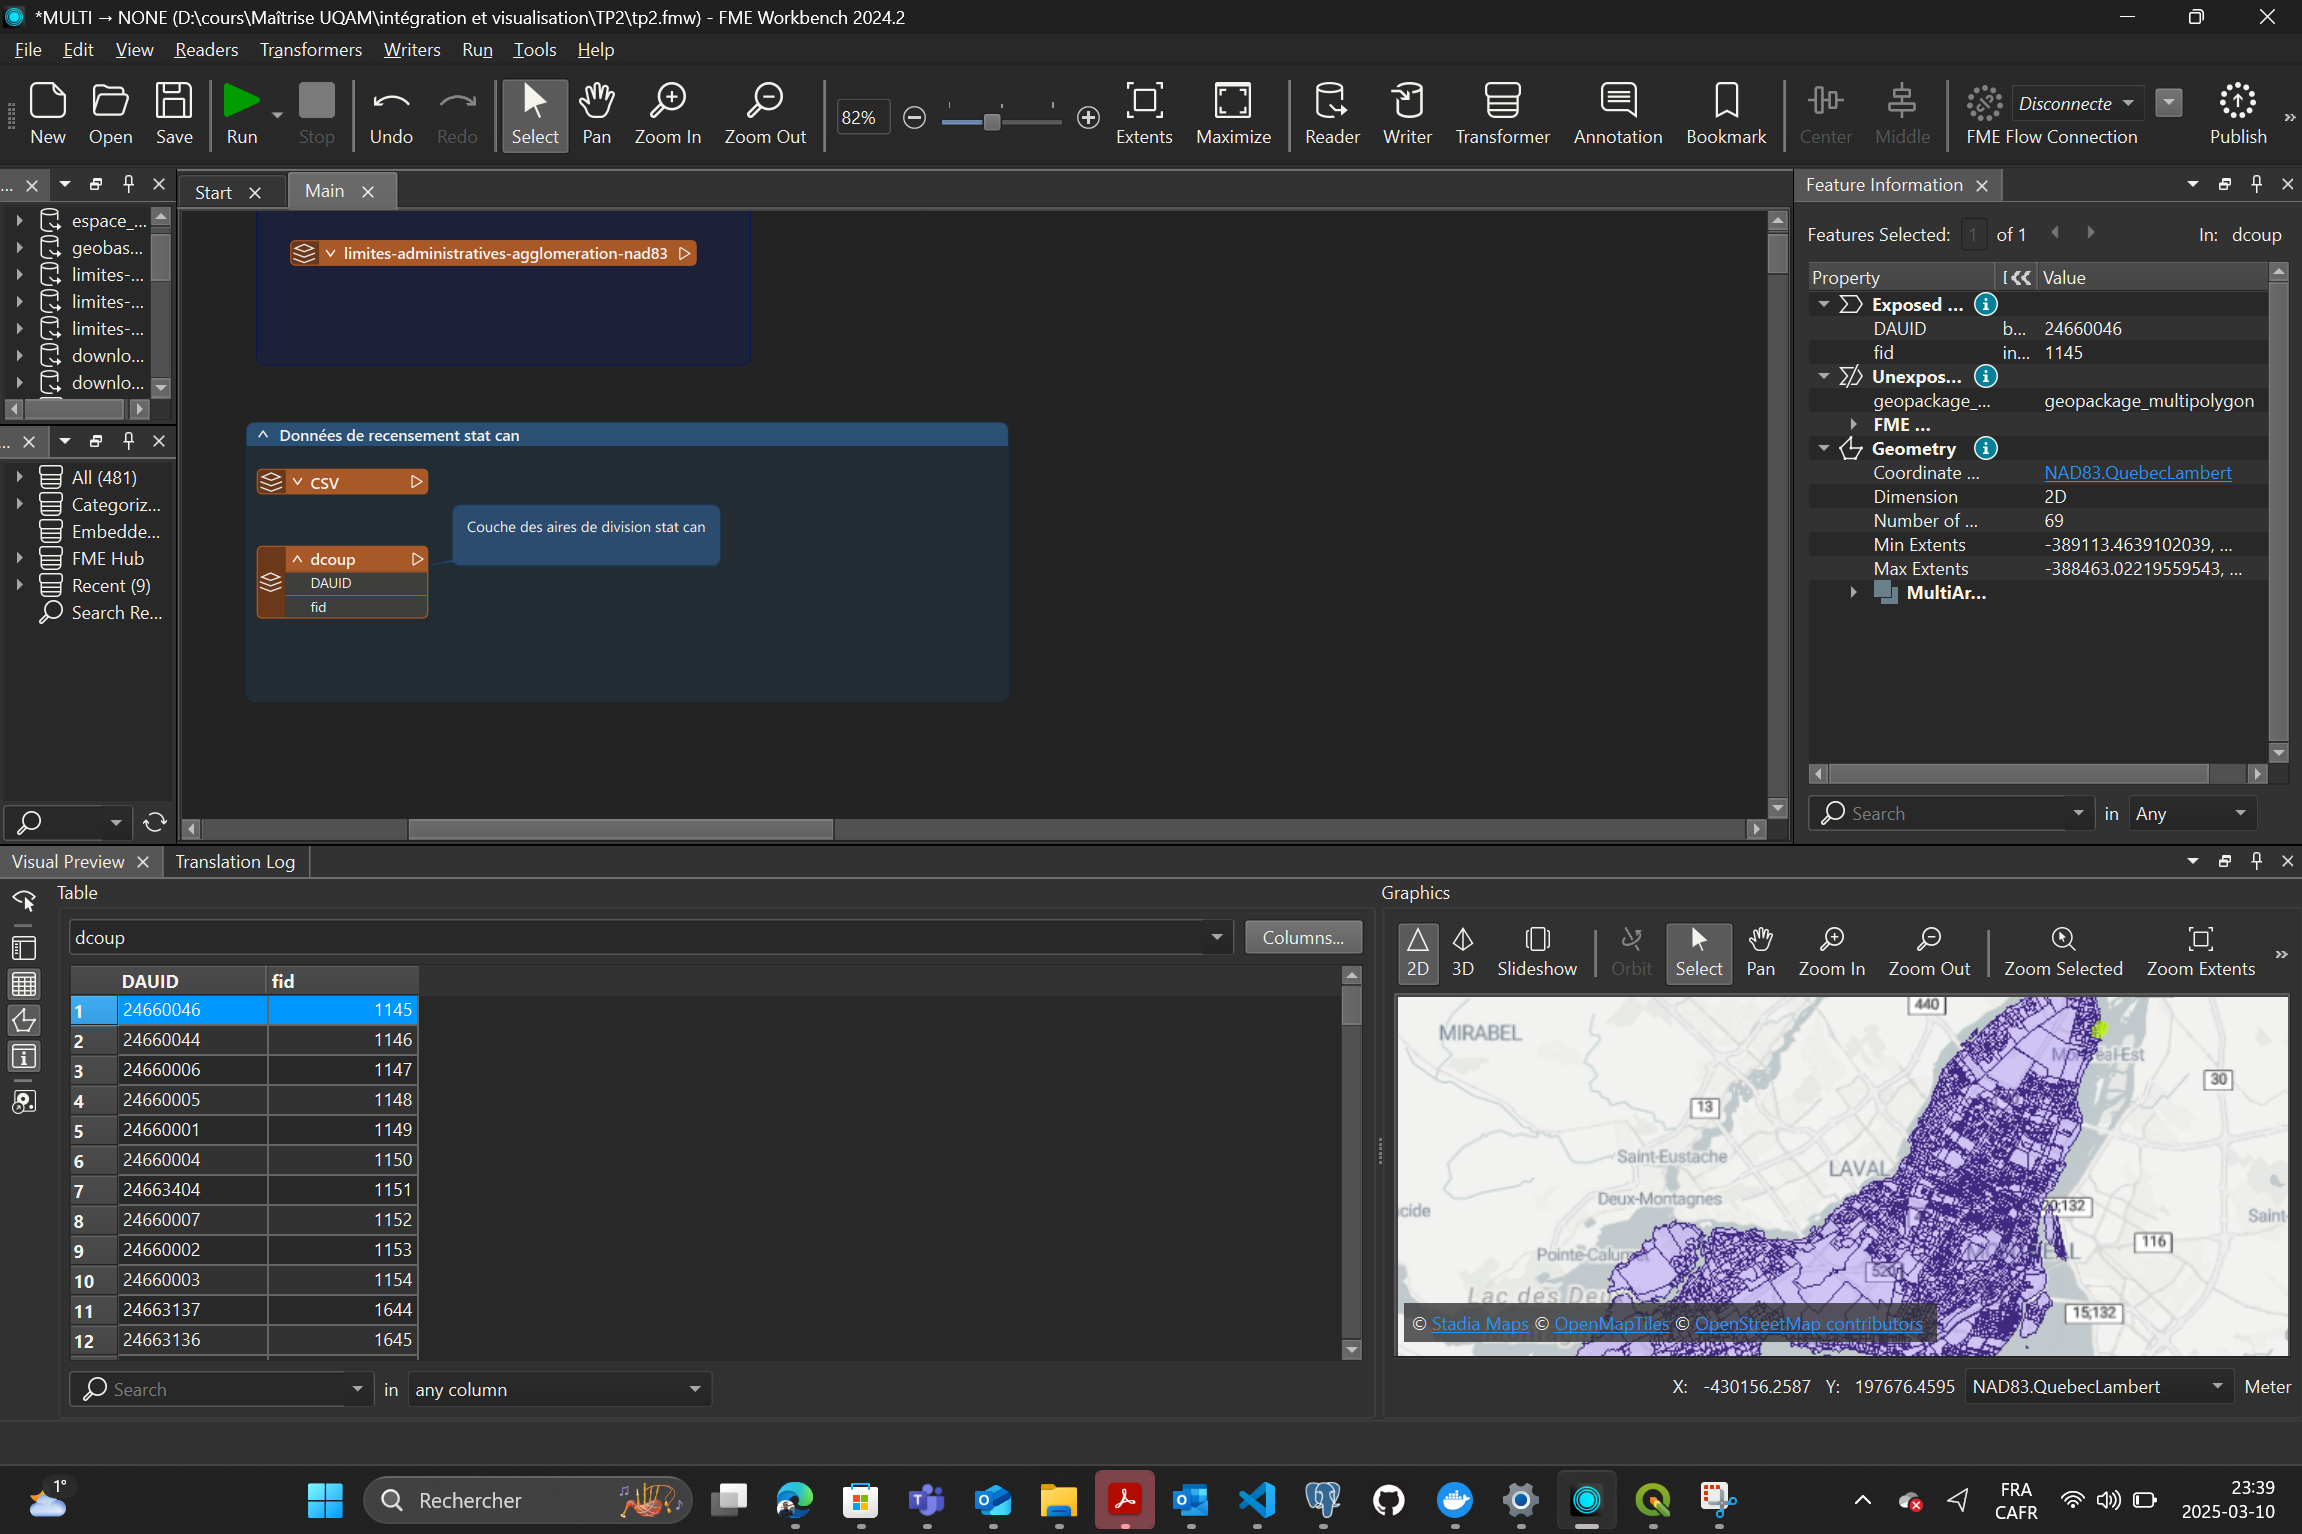 *MULTI → NONE (D:\cours\Maîtrise UQAM\intégration et visualisation\TP2\tp2.fmw) - FME Workbench 2024.2
File Edit View Readers Transformers Writers Run Tools Help
New Open Save Run Stop Undo Redo Select Pan Zoom In Zoom Out 82% Extents Maximize Reader Writer Transformer Annotation Bookmark Center Middle Disconnecte FME Flow Connection Publish
...
Start
Main
espace_...
geobas...
limites-...
limites-...
limites-...
downlo...
downlo...
...
All (481)
Categoriz...
Embedde...
FME Hub
Recent (9)
Search Re...
limites-administratives-agglomeration-nad83
Données de recensement stat can
CSV
Couche des aires de division stat can
dcoup
DAUID
fid
Feature Information
Features Selected: 1 of 1 In: dcoup
Property Value
Exposed ...
DAUID b... 24660046
fid in... 1145
Unexpos...
geopackage_... geopackage_multipolygon
FME ...
Geometry
Coordinate ... NAD83.QuebecLambert
Dimension 2D
Number of ... 69
Min Extents -389113.4639102039, ...
Max Extents -388463.02219559543, ...
MultiAr...
Search in Any
Visual Preview Translation Log
Table
dcoup Columns...
DAUID fid
1 24660046 1145
2 24660044 1146
3 24660006 1147
4 24660005 1148
5 24660001 1149
6 24660004 1150
7 24663404 1151
8 24660007 1152
9 24660002 1153
10 24660003 1154
11 24663137 1644
12 24663136 1645
Search in any column
Graphics
2D 3D Slideshow Orbit Select Pan Zoom In Zoom Out Zoom Selected Zoom Extents
440
MIRABEL
Montréal-Est
30
13
Saint-Eustache
LAVAL
Deux-Montagnes
cide
20;132
Saint-
116
Pointe-Calumet
MONTRÉAL
520
Lac des Deu
15;132
© Stadia Maps © OpenMapTiles © OpenStreetMap contributors
X: -430156.2587 Y: 197676.4595 NAD83.QuebecLambert Meter
1°
Rechercher
FRA
CAFR
23:39
2025-03-10